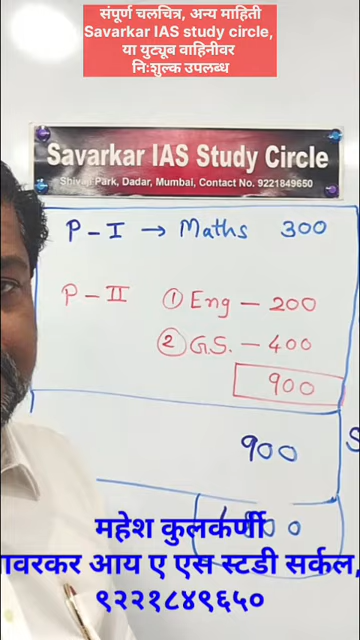 संपूर्ण चलचित्र, अन्य माहिती
Savarkar IAS study circle,
या युट्यूब वाहिनीवर
निःशुल्क उपलब्ध
Savarkar IAS Study Circle
Shivaji Park, Dadar, Mumbai, Contact No. 9221849650
P - I → Maths 300
P - II ① Eng - 200
② G.S. - 400
900
900
महेश कुलकर्णी
ावरकर आय ए एस स्टडी सर्कल,
९२२१८४९६५०